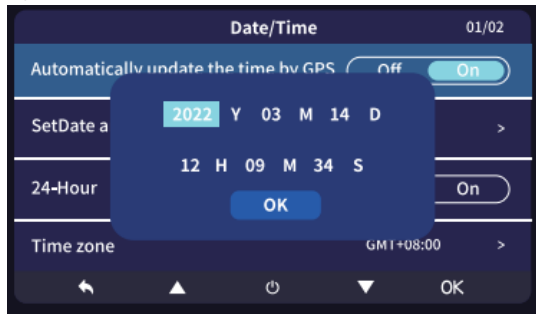 Date/Time 01/02
Automatically update the time by GPS Off On
2022 Y 03 M 14 D
SetDate a >
12 H 09 M 34 S
24-Hour On
OK
Time zone GMT+08:00 >
OK